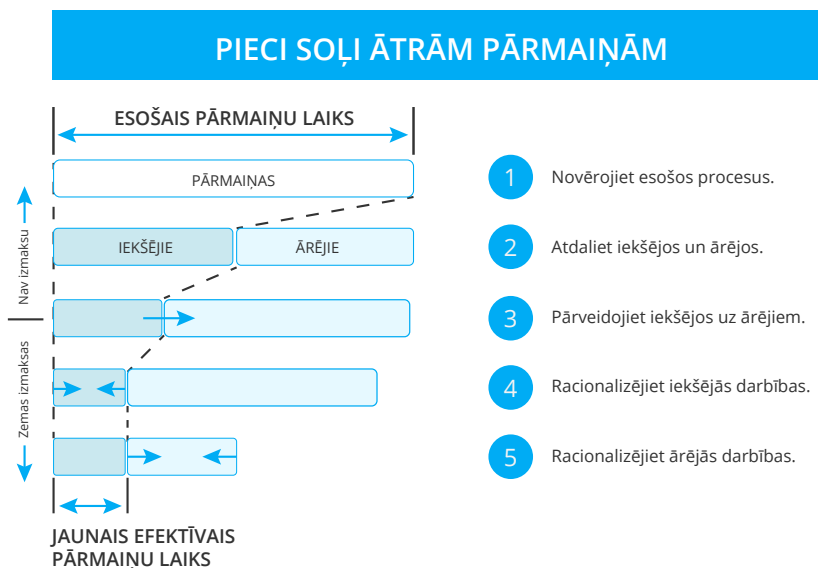 PIECI SOĻI ĀTRĀM PĀRMAIŅĀM
ESOŠAIS PĀRMAIŅU LAIKS
PĀRMAIŅAS
IEKŠĒJIE
ĀRĒJIE
Nav izmaksu
Zemas izmaksas
JAUNAIS EFEKTĪVAIS
PĀRMAIŅU LAIKS
1 Novērojiet esošos procesus.
2 Atdaliet iekšējos un ārējos.
3 Pārveidojiet iekšējos uz ārējiem.
4 Racionalizējiet iekšējās darbības.
5 Racionalizējiet ārējās darbības.